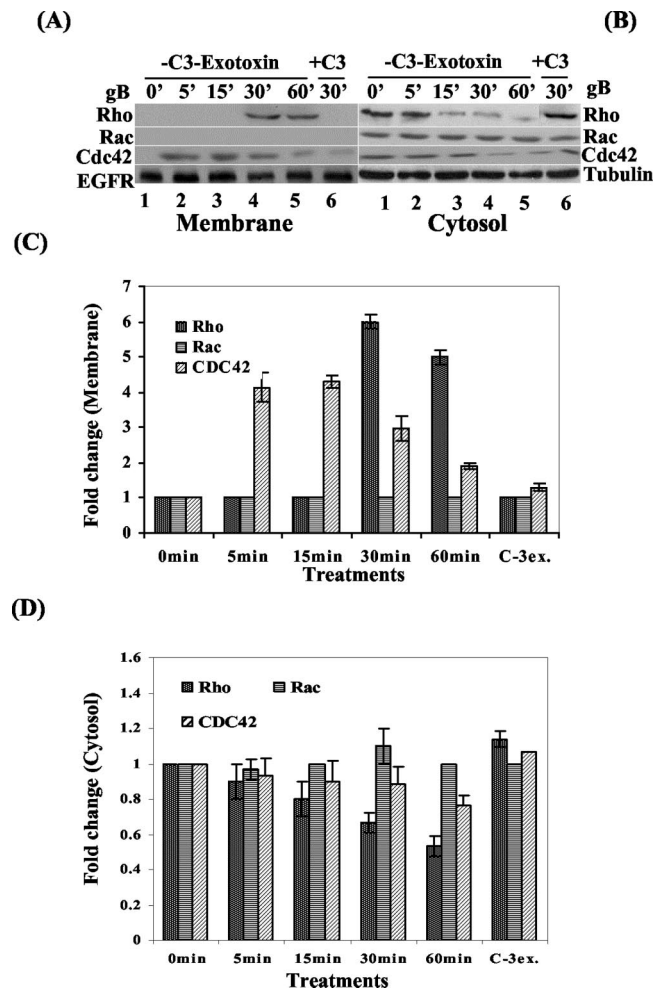 (A) (B)
-C3-Exotoxin +C3 -C3-Exotoxin +C3
gB 0’ 5’ 15’ 30’ 60’ 30’ 0’ 5’ 15’ 30’ 60’ 30’ gB
Rho Rho
Rac Rac
Cdc42 Cdc42
EGFR Tubulin
1 2 3 4 5 6 1 2 3 4 5 6
Membrane Cytosol
(C)
Fold change (Membrane)
7
6
5
4
3
2
1
0
Rho
Rac
CDC42
0min 5min 15min 30min 60min C-3ex.
Treatments
(D)
Fold change (Cytosol)
1.6
1.4
1.2
1
0.8
0.6
0.4
0.2
0
Rho Rac
CDC42
0min 5min 15min 30min 60min C-3ex.
Treatments